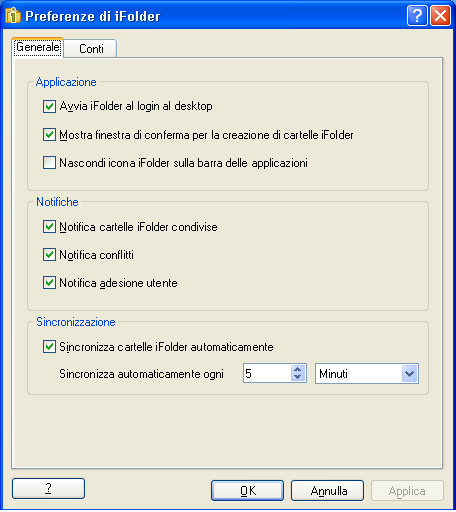 Preferenze di iFolder
?
Generale
Conti
Applicazione
Avvia iFolder al login al desktop
Mostra finestra di conferma per la creazione di cartelle iFolder
Nascondi icona iFolder sulla barra delle applicazioni
Notifiche
Notifica cartelle iFolder condivise
Notifica conflitti
Notifica adesione utente
Sincronizzazione
Sincronizza cartelle iFolder automaticamente
Sincronizza automaticamente ogni 5 Minuti
? OK Annulla Applica